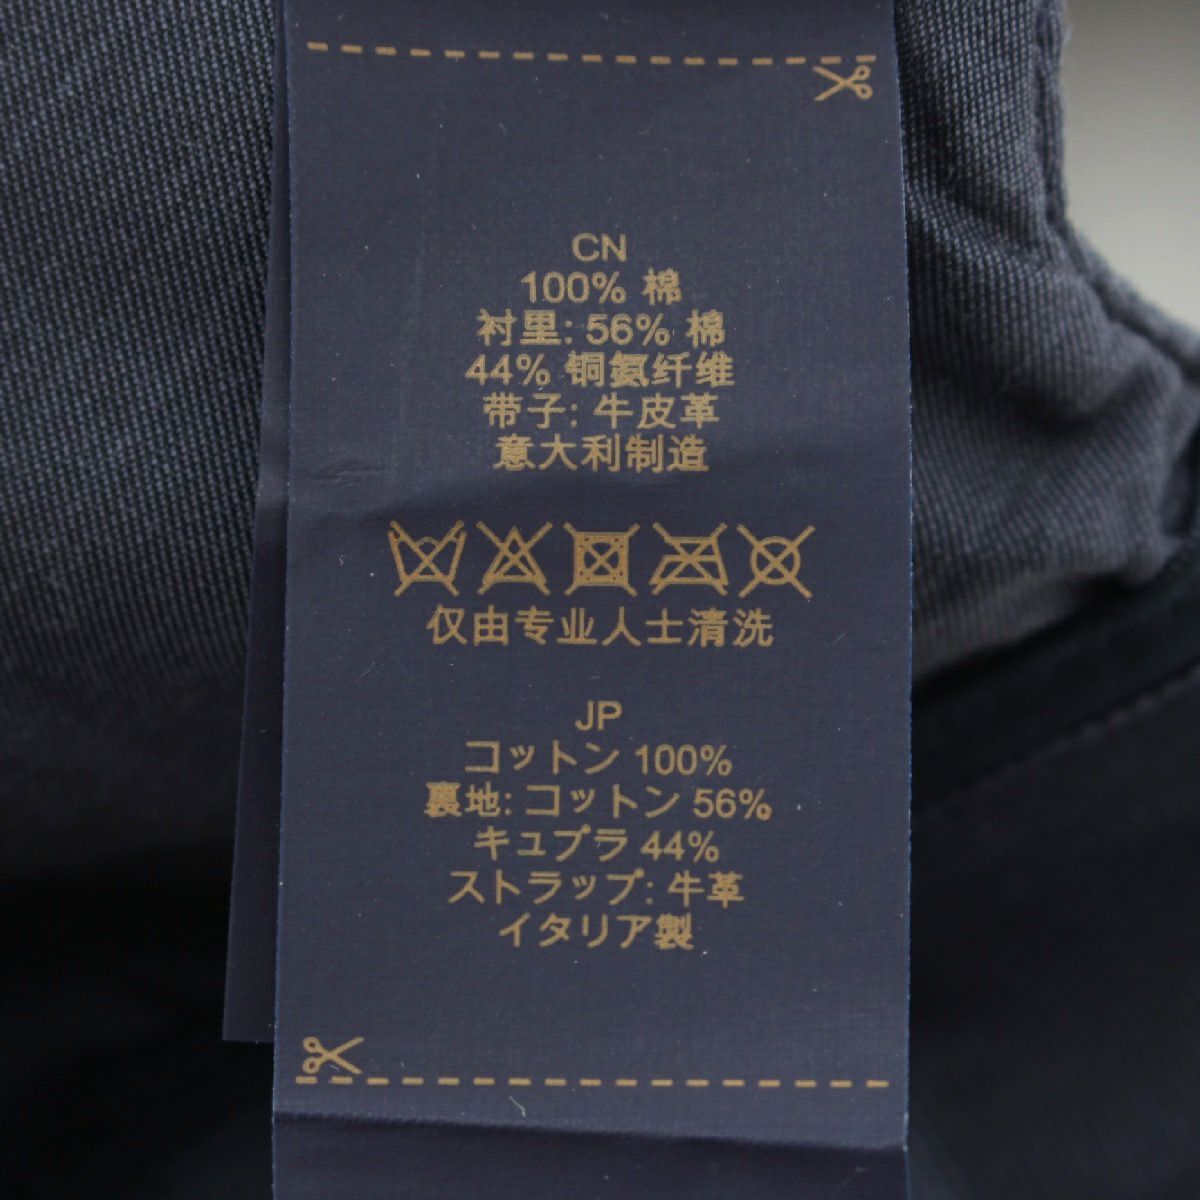 CN
100% 棉
衬里: 56% 棉
44% 铜氨纤维
带子: 牛皮革
意大利制造
仅由专业人士清洗
JP
コットン 100%
裏地: コットン 56%
キュプラ 44%
ストラップ: 牛革
イタリア製